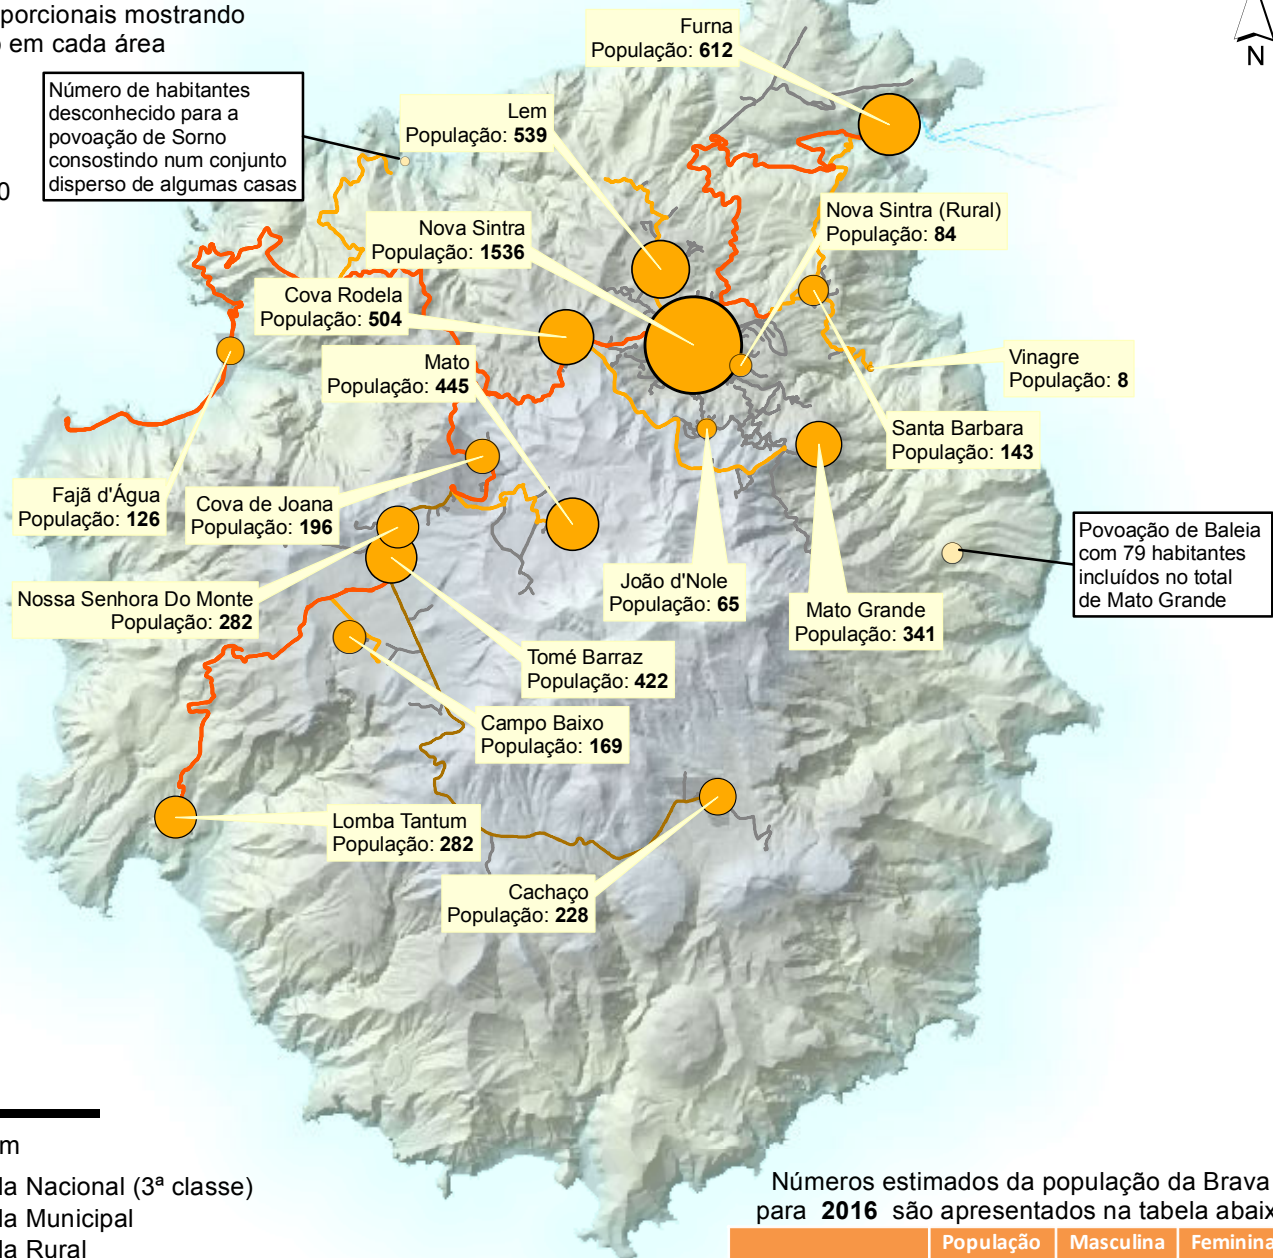 porcionais mostrando
em cada área
N
Furna
População: 612
Número de habitantes
desconhecido para a
povoação de Sorno
consostindo num conjunto
disperso de algumas casas
Lem
População: 539
0
Nova Sintra (Rural)
População: 84
Nova Sintra
População: 1536
Cova Rodela
População: 504
Mato
População: 445
Vinagre
População: 8
Santa Barbara
População: 143
Fajã d'Água
População: 126
Cova de Joana
População: 196
Povoação de Baleia
com 79 habitantes
incluídos no total
de Mato Grande
João d'Nole
População: 65
Nossa Senhora Do Monte
População: 282
Mato Grande
População: 341
Tomé Barraz
População: 422
Campo Baixo
População: 169
Lomba Tantum
População: 282
Cachaço
População: 228
m
da Nacional (3ª classe)
da Municipal
da Rural
Números estimados da população da Brava
para 2016 são apresentados na tabela abaix
População Masculina Feminina